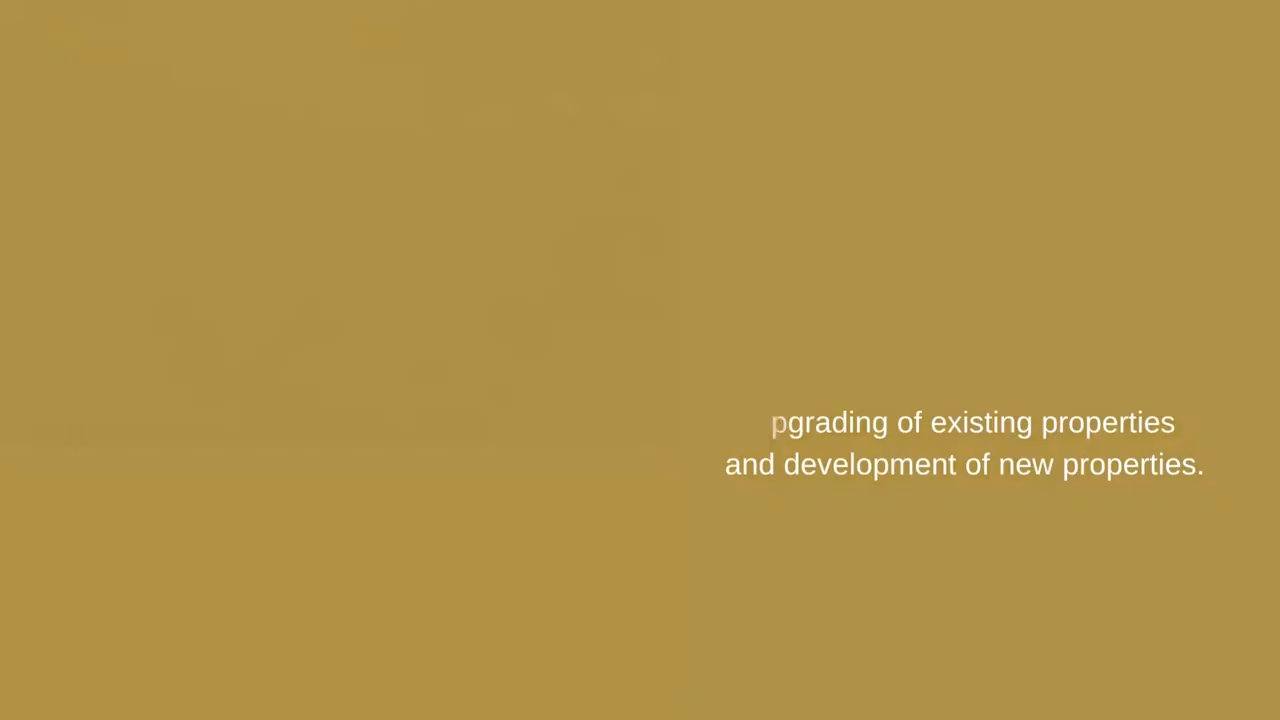 pgrading of existing properties
and development of new properties.